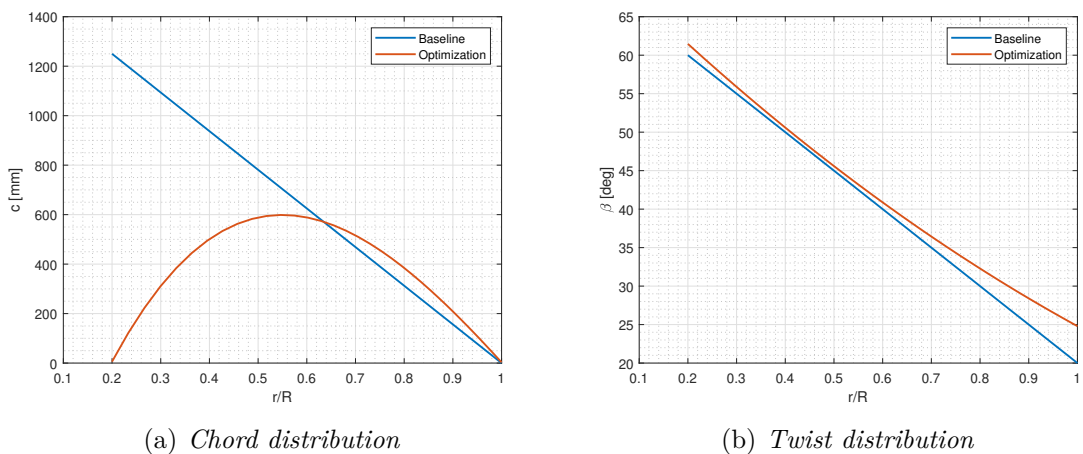 1400
1200
1000
800
600
400
200
0
c [mm]
0.1 0.2 0.3 0.4 0.5 0.6 0.7 0.8 0.9 1
r/R
Baseline
Optimization
(a) Chord distribution
65
60
55
50
45
40
35
30
25
20
β [deg]
0.1 0.2 0.3 0.4 0.5 0.6 0.7 0.8 0.9 1
r/R
Baseline
Optimization
(b) Twist distribution